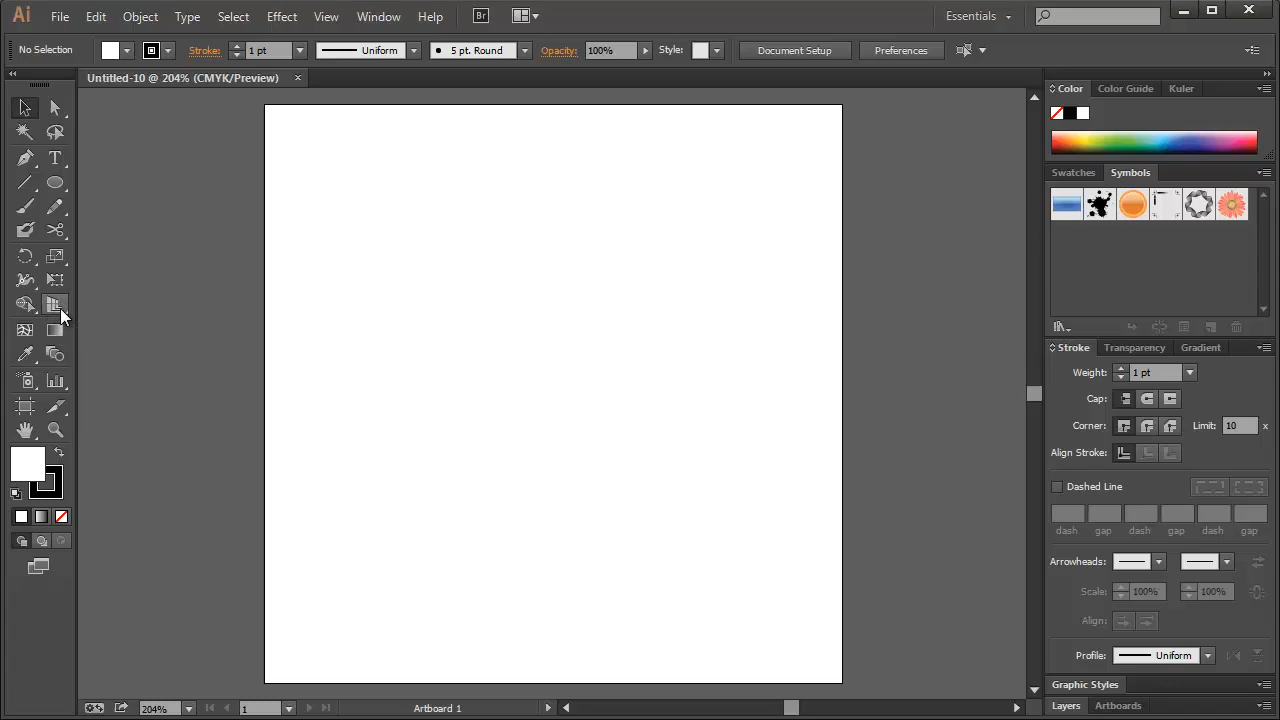 Ai File Edit Object Type Select Effect View Window Help Br Essentials
No Selection Stroke: 1 pt Uniform 5 pt. Round Opacity: 100% Style: Document Setup Preferences
Untitled-10 @ 204% (CMYK/Preview) ×
Color Color Guide Kuler
Swatches Symbols
T
Stroke Transparency Gradient
Weight: 1 pt
Cap:
Corner: Limit: 10 x
Align Stroke:
Dashed Line
dash gap dash gap dash gap
Arrowheads:
Scale: 100% 100%
Align:
Profile: Uniform
Graphic Styles
Layers Artboards
204% 1 Artboard 1